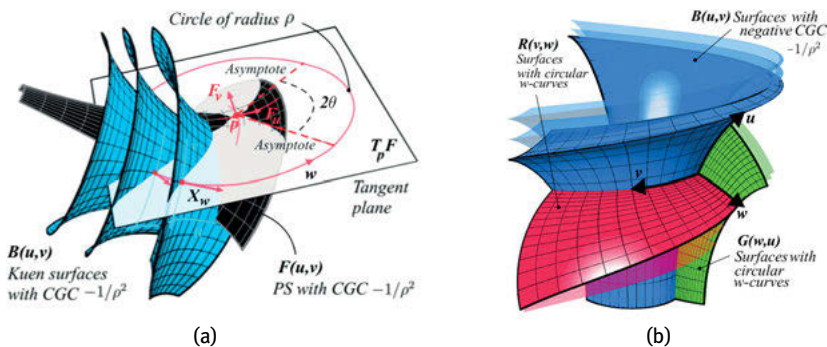 Circle of radius ρ
Asymptote
F_v
F_u
p
2θ
Asymptote
T_pF
w
Tangent
plane
X_w
B(u,v)
Kuen surfaces
with CGC −1/ρ²
F(u,v)
PS with CGC −1/ρ²
(a)
B(u,v) Surfaces with
negative CGC
-1/ρ²
R(v,w)
Surfaces
with circular
w-curves
u
v
w
G(w,u)
Surfaces with
circular
w-curves
(b)